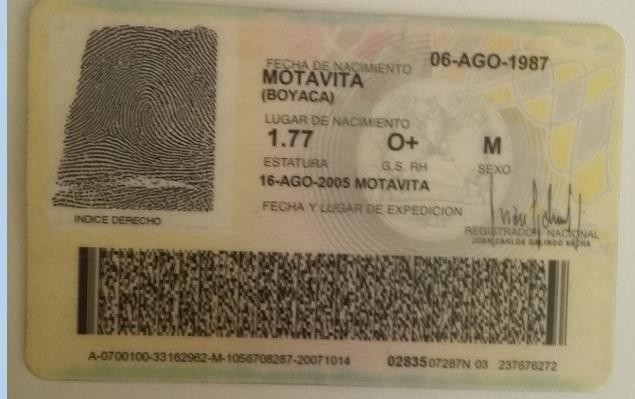 06-AGO-1987
FECHA DE NACIMIENTO
MOTAVITA
(BOYACA)
LUGAR DE NACIMIENTO
1.77 O+ M
ESTATURA G.S. RH SEXO
16-AGO-2005 MOTAVITA
FECHA Y LUGAR DE EXPEDICION
INDICE DERECHO
REGISTRADOR NACIONAL
JUAN CARLOS GALINDO VACHA
A-0700100-33162962-M-1056708287-20071014 0283507287N 03 237676272